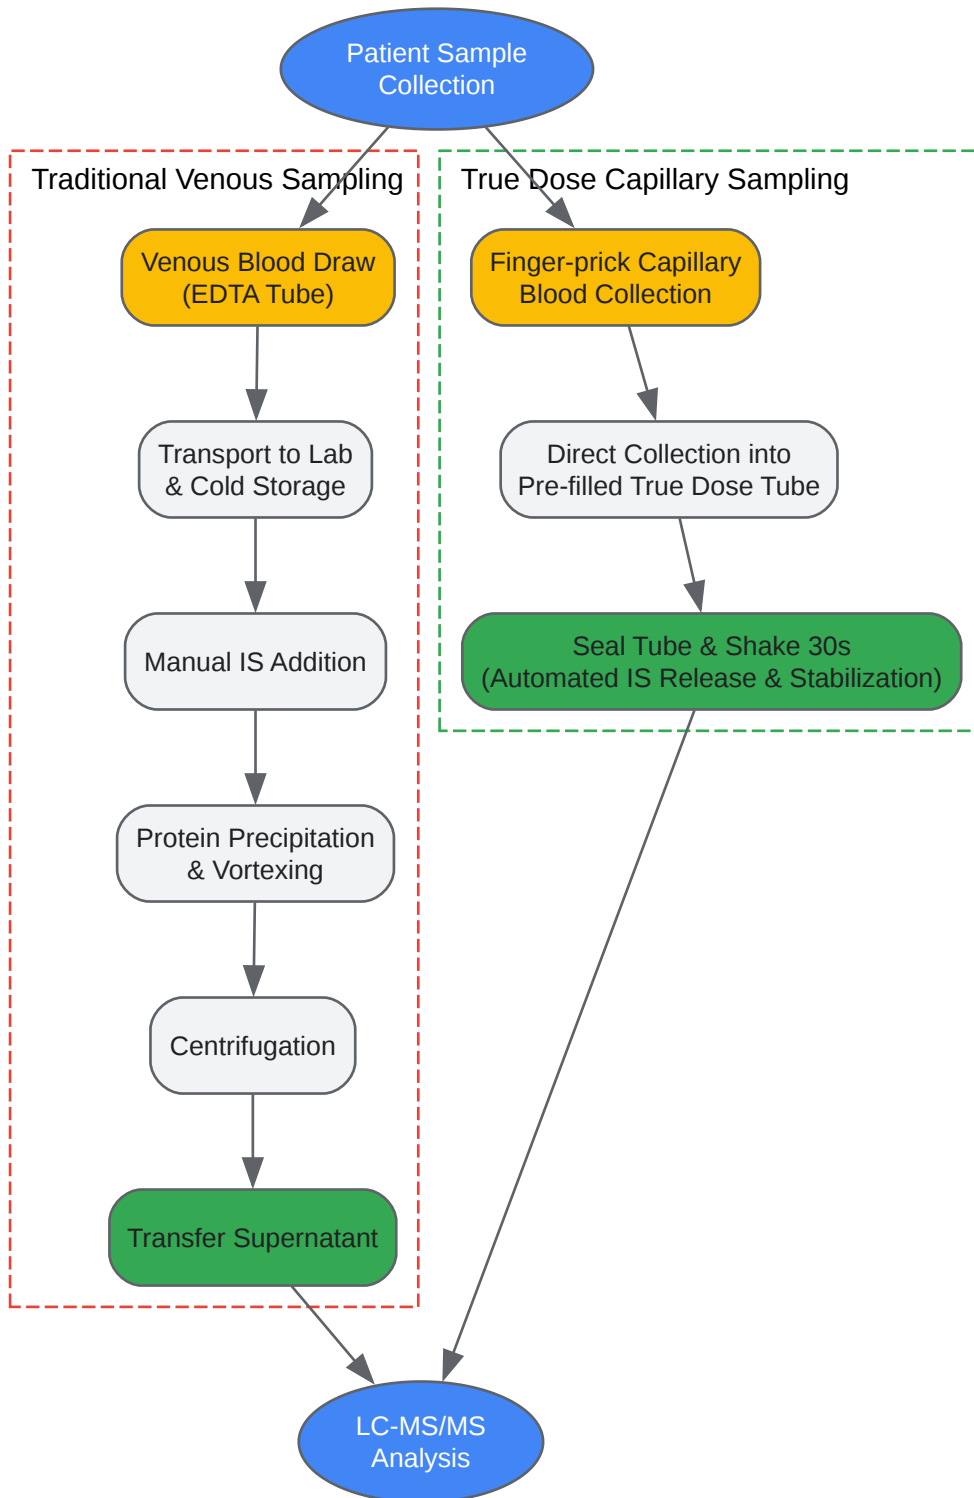 Patient Sample
Collection
Traditional Venous Sampling
True Dose Capillary Sampling
Venous Blood Draw
(EDTA Tube)
Finger-prick Capillary
Blood Collection
Transport to Lab
& Cold Storage
Direct Collection into
Pre-filled True Dose Tube
Manual IS Addition
Seal Tube & Shake 30s
(Automated IS Release & Stabilization)
Protein Precipitation
& Vortexing
Centrifugation
Transfer Supernatant
LC-MS/MS
Analysis